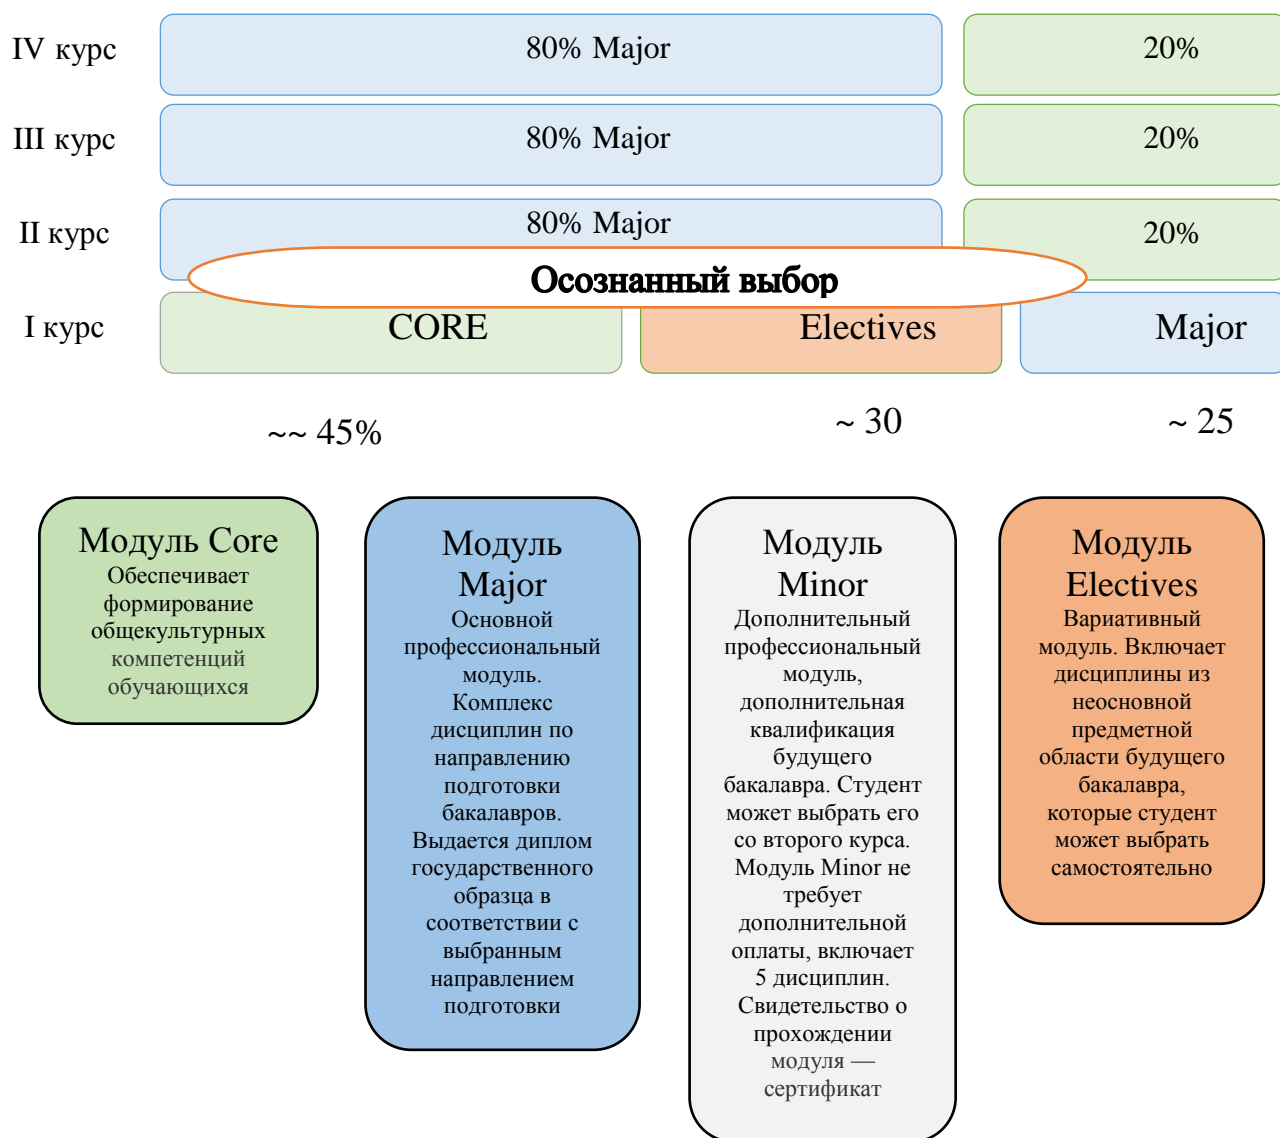 IV курс
80% Major
20%
III курс
80% Major
20%
II курс
80% Major
20%
Осознанный выбор
I курс
CORE
Electives
Major
~~ 45%
~ 30
~ 25
Модуль Core
Обеспечивает
формирование
общекультурных
компетенций
обучающихся
Модуль
Major
Основной
профессиональный
модуль.
Комплекс
дисциплин по
направлению
подготовки
бакалавров.
Выдается диплом
государственного
образца в
соответствии с
выбранным
направлением
подготовки
Модуль
Minor
Дополнительный
профессиональный
модуль,
дополнительная
квалификация
будущего
бакалавра. Студент
может выбрать его
со второго курса.
Модуль Minor не
требует
дополнительной
оплаты, включает
5 дисциплин.
Свидетельство о
прохождении
модуля —
сертификат
Модуль
Electives
Вариативный
модуль. Включает
дисциплины из
неосновной
предметной
области будущего
бакалавра,
которые студент
может выбрать
самостоятельно